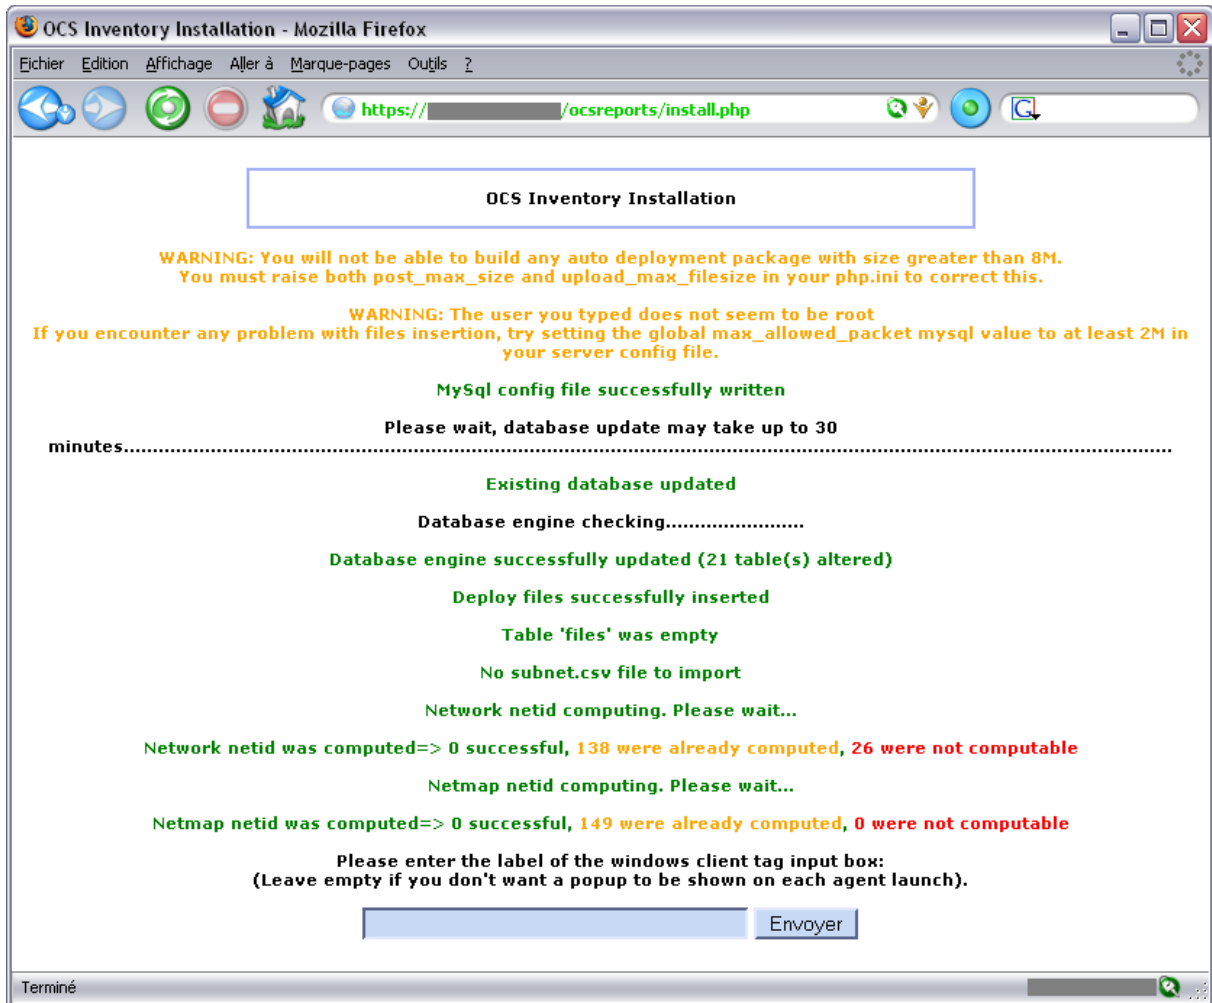 OCS Inventory Installation - Mozilla Firefox
Fichier Edition Affichage Aller à Marque-pages Outils ?
https:// /ocsreports/install.php
G
OCS Inventory Installation
WARNING: You will not be able to build any auto deployment package with size greater than 8M.
You must raise both post_max_size and upload_max_filesize in your php.ini to correct this.
WARNING: The user you typed does not seem to be root
If you encounter any problem with files insertion, try setting the global max_allowed_packet mysql value to at least 2M in
your server config file.
MySql config file successfully written
Please wait, database update may take up to 30
minutes....................................................................................................................................................................................
Existing database updated
Database engine checking........................
Database engine successfully updated (21 table(s) altered)
Deploy files successfully inserted
Table 'files' was empty
No subnet.csv file to import
Network netid computing. Please wait...
Network netid was computed=> 0 successful, 138 were already computed, 26 were not computable
Netmap netid computing. Please wait...
Netmap netid was computed=> 0 successful, 149 were already computed, 0 were not computable
Please enter the label of the windows client tag input box:
(Leave empty if you don't want a popup to be shown on each agent launch).
Envoyer
Terminé